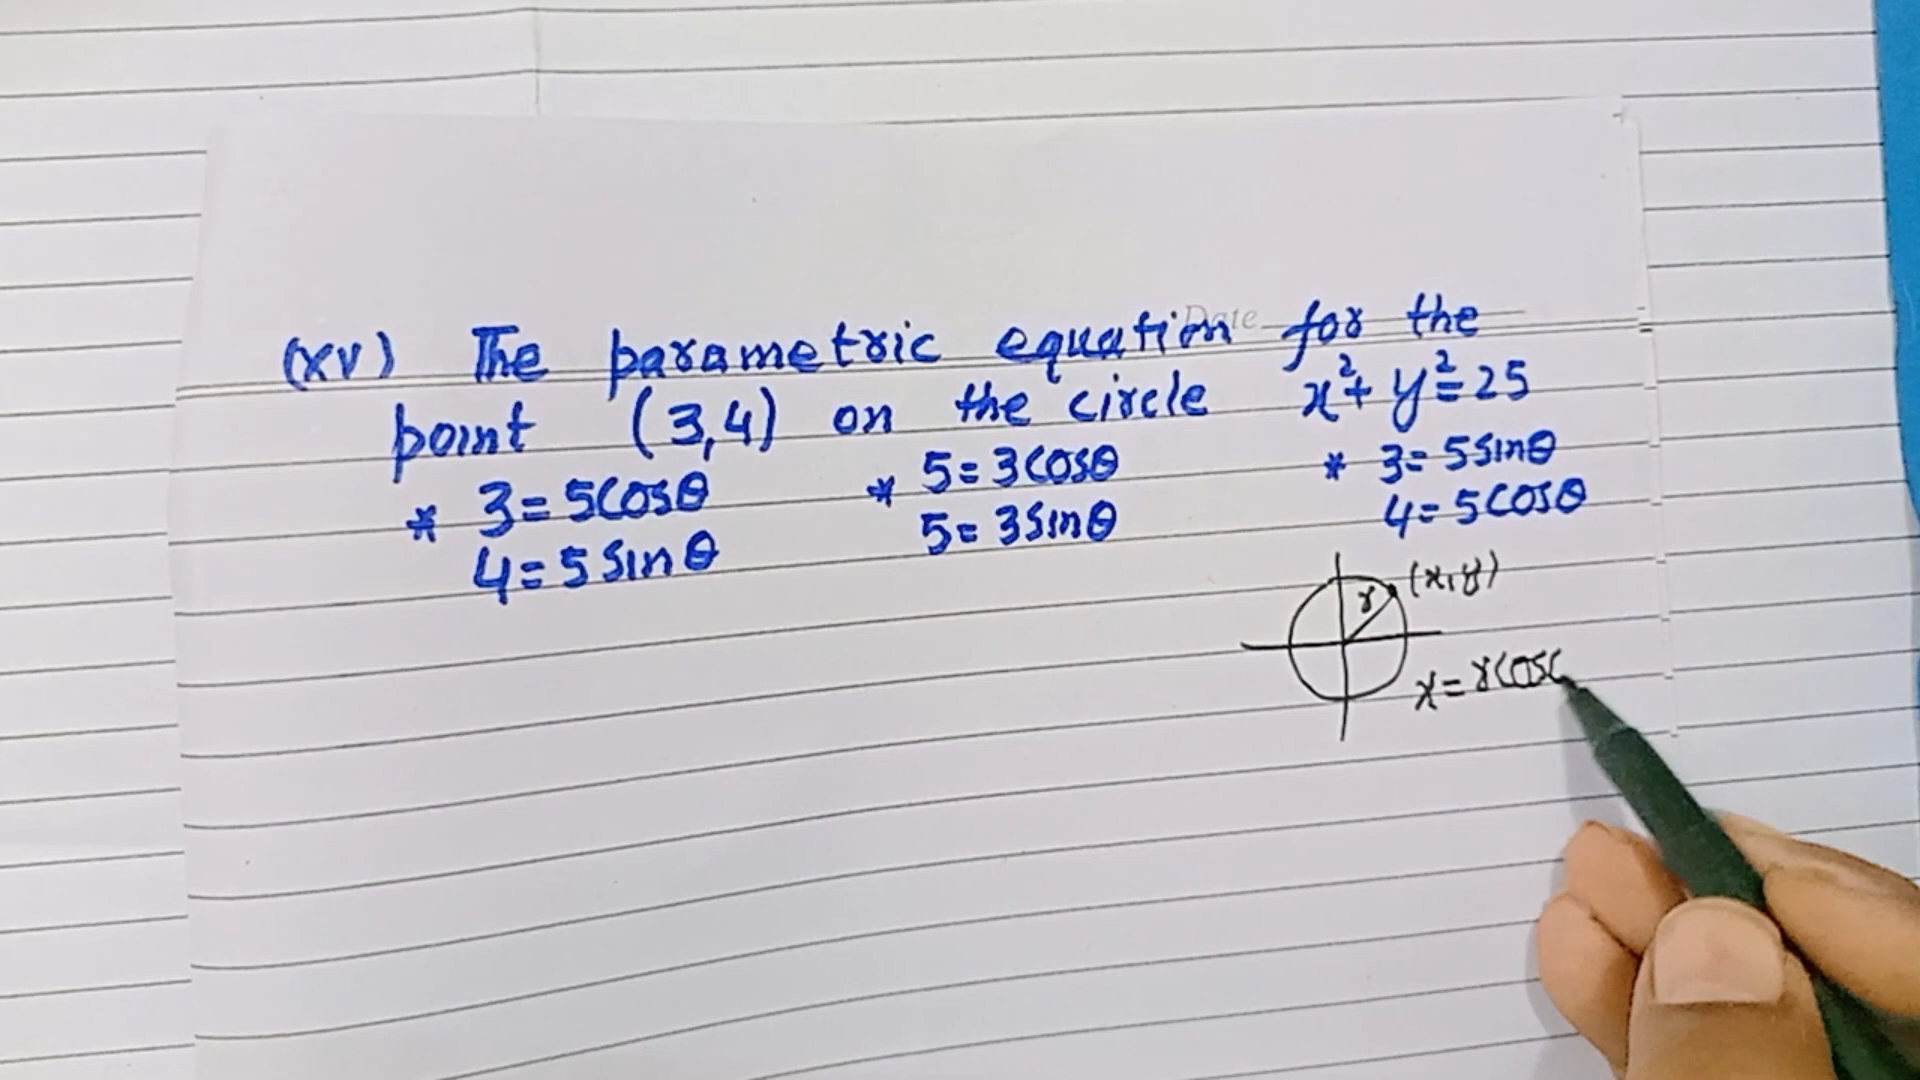 Date
(xv) The parametric equation for the
point (3,4) on the circle x²+y²=25
* 3=5cosθ * 5=3cosθ * 3=5sinθ
4=5sinθ 5=3sinθ 4=5cosθ
r (x,y)
x=rcos